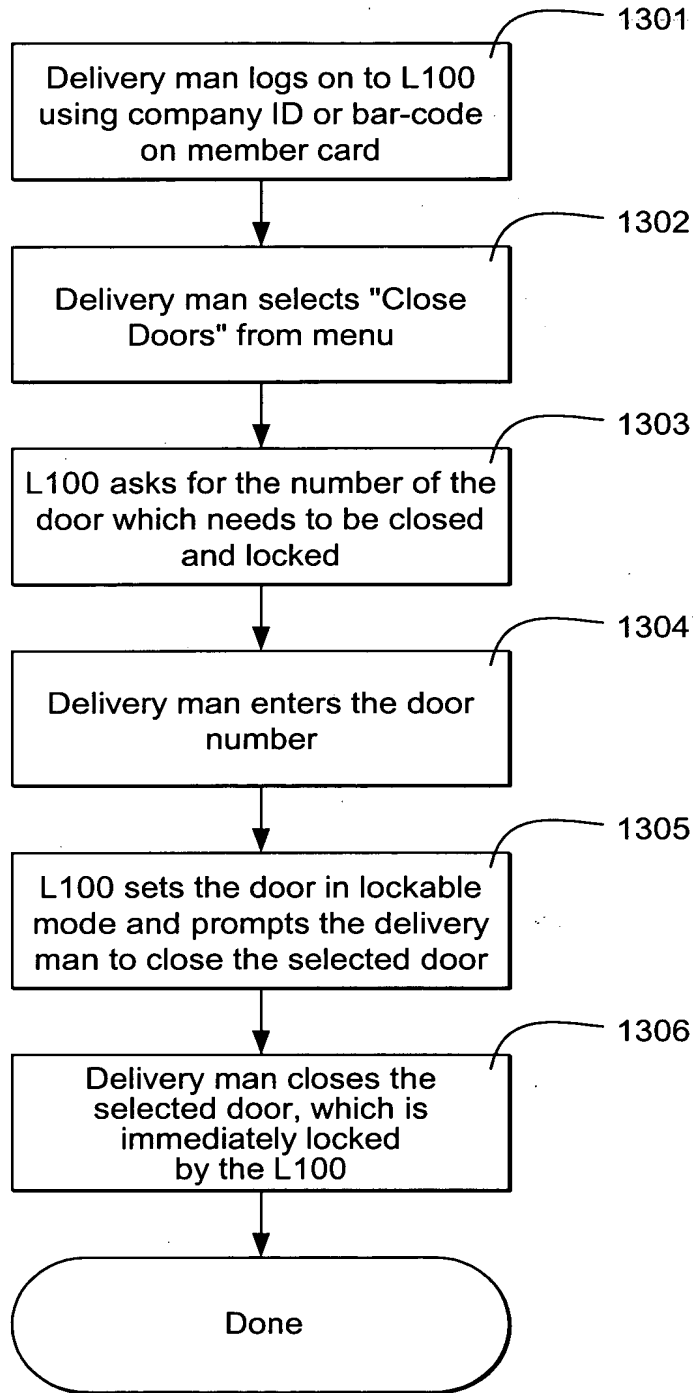 1301
Delivery man logs on to L100
using company ID or bar-code
on member card
1302
Delivery man selects "Close
Doors" from menu
1303
L100 asks for the number of the
door which needs to be closed
and locked
1304
Delivery man enters the door
number
1305
L100 sets the door in lockable
mode and prompts the delivery
man to close the selected door
1306
Delivery man closes the
selected door, which is
immediately locked
by the L100
Done